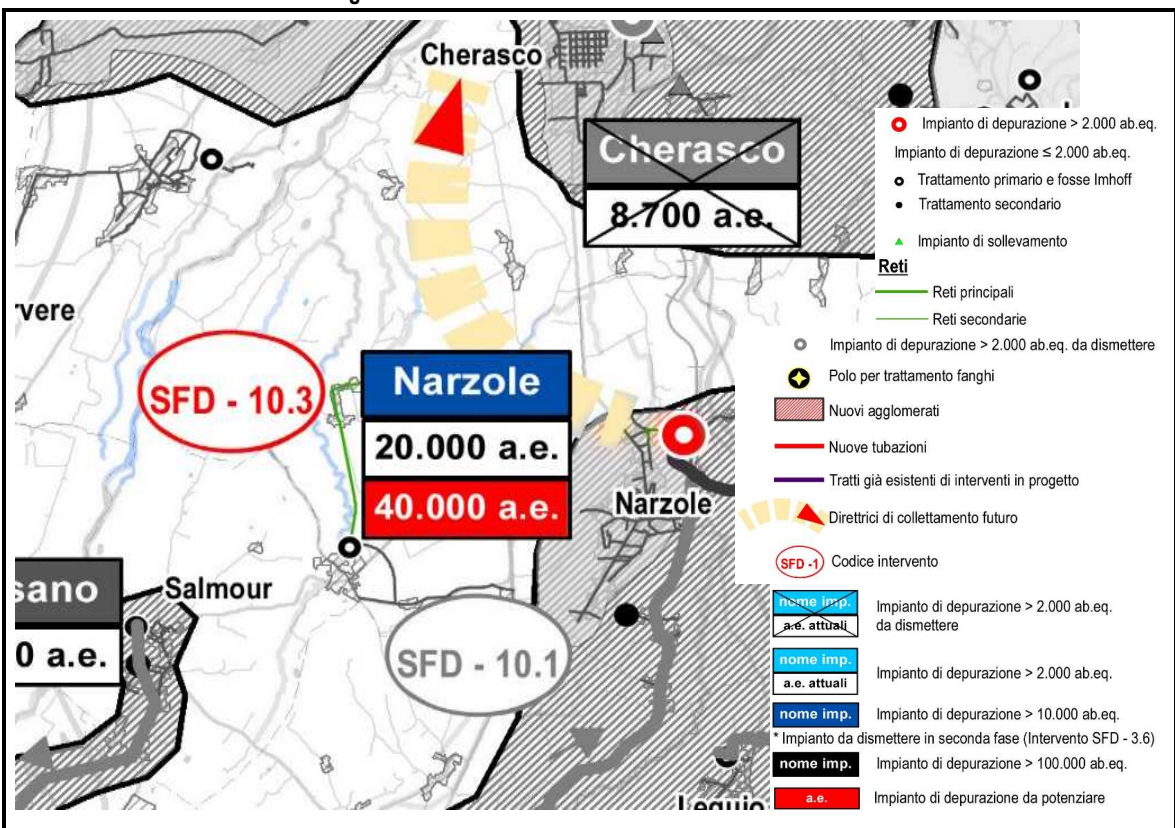 Cherasco
Cherasco
8.700 a.e.
rvere
SFD - 10.3
Narzole
20.000 a.e.
40.000 a.e.
Narzole
sano
0 a.e.
Salmour
SFD - 10.1
Lequio
Impianto di depurazione > 2.000 ab.eq.
Impianto di depurazione ≤ 2.000 ab.eq.
Trattamento primario e fosse Imhoff
Trattamento secondario
Impianto di sollevamento
Reti
Reti principali
Reti secondarie
Impianto di depurazione > 2.000 ab.eq. da dismettere
Polo per trattamento fanghi
Nuovi agglomerati
Nuove tubazioni
Tratti già esistenti di interventi in progetto
Direttrici di collettamento futuro
SFD -1 Codice intervento
nome imp.
a.e. attuali
Impianto di depurazione > 2.000 ab.eq.
da dismettere
nome imp.
a.e. attuali
Impianto di depurazione > 2.000 ab.eq.
nome imp. Impianto di depurazione > 10.000 ab.eq.
* Impianto da dismettere in seconda fase (Intervento SFD - 3.6)
nome imp. Impianto di depurazione > 100.000 ab.eq.
a.e. Impianto di depurazione da potenziare